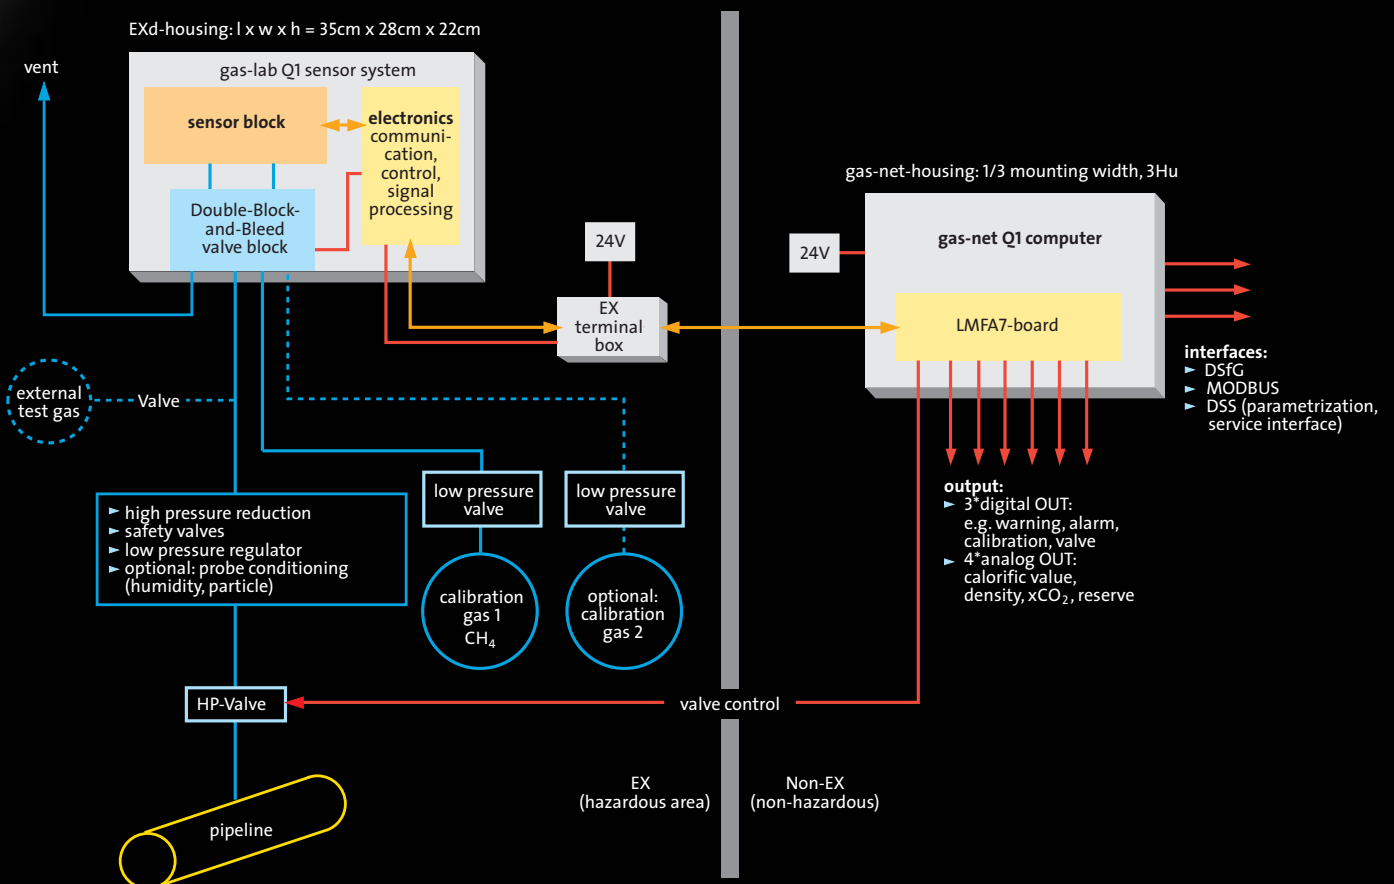 EXd-housing: l x w x h = 35cm x 28cm x 22cm
vent
gas-lab Q1 sensor system
sensor block
electronics
communi-
cation,
control,
signal
processing
Double-Block-
and-Bleed
valve block
24V
EX
terminal
box
gas-net-housing: 1/3 mounting width, 3Hu
24V
gas-net Q1 computer
LMFA7-board
interfaces:
► DSfG
► MODBUS
► DSS (parametrization,
service interface)
external
test gas
Valve
► high pressure reduction
► safety valves
► low pressure regulator
► optional: probe conditioning
(humidity, particle)
low pressure
valve
low pressure
valve
calibration
gas 1
CH₄
optional:
calibration
gas 2
output:
► 3*digital OUT:
e.g. warning, alarm,
calibration, valve
► 4*analog OUT:
calorific value,
density, xCO₂, reserve
HP-Valve
valve control
EX
(hazardous area)
Non-EX
(non-hazardous)
pipeline